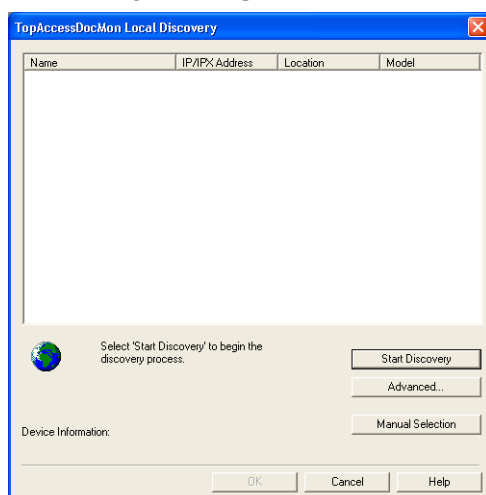 TopAccessDocMon Local Discovery
Name IP/IPX Address Location Model
Select 'Start Discovery' to begin the
discovery process.
Start Discovery
Advanced...
Manual Selection
Device Information:
OK Cancel Help